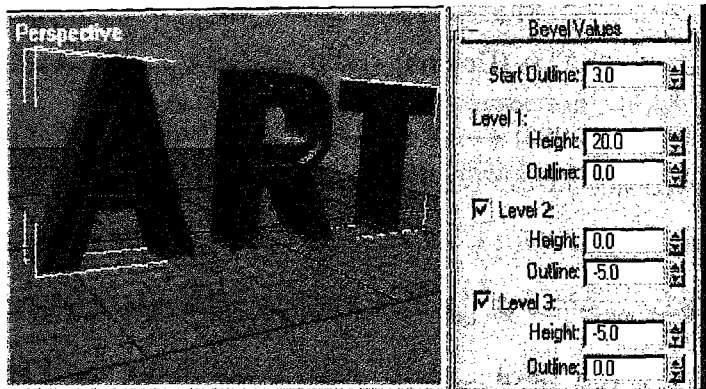 Perspective
ART
Bevel Values
Start Outline: 3.0
Level 1:
Height: 20.0
Outline: 0.0
Level 2:
Height: 0.0
Outline: -5.0
Level 3:
Height: -5.0
Outline: 0.0